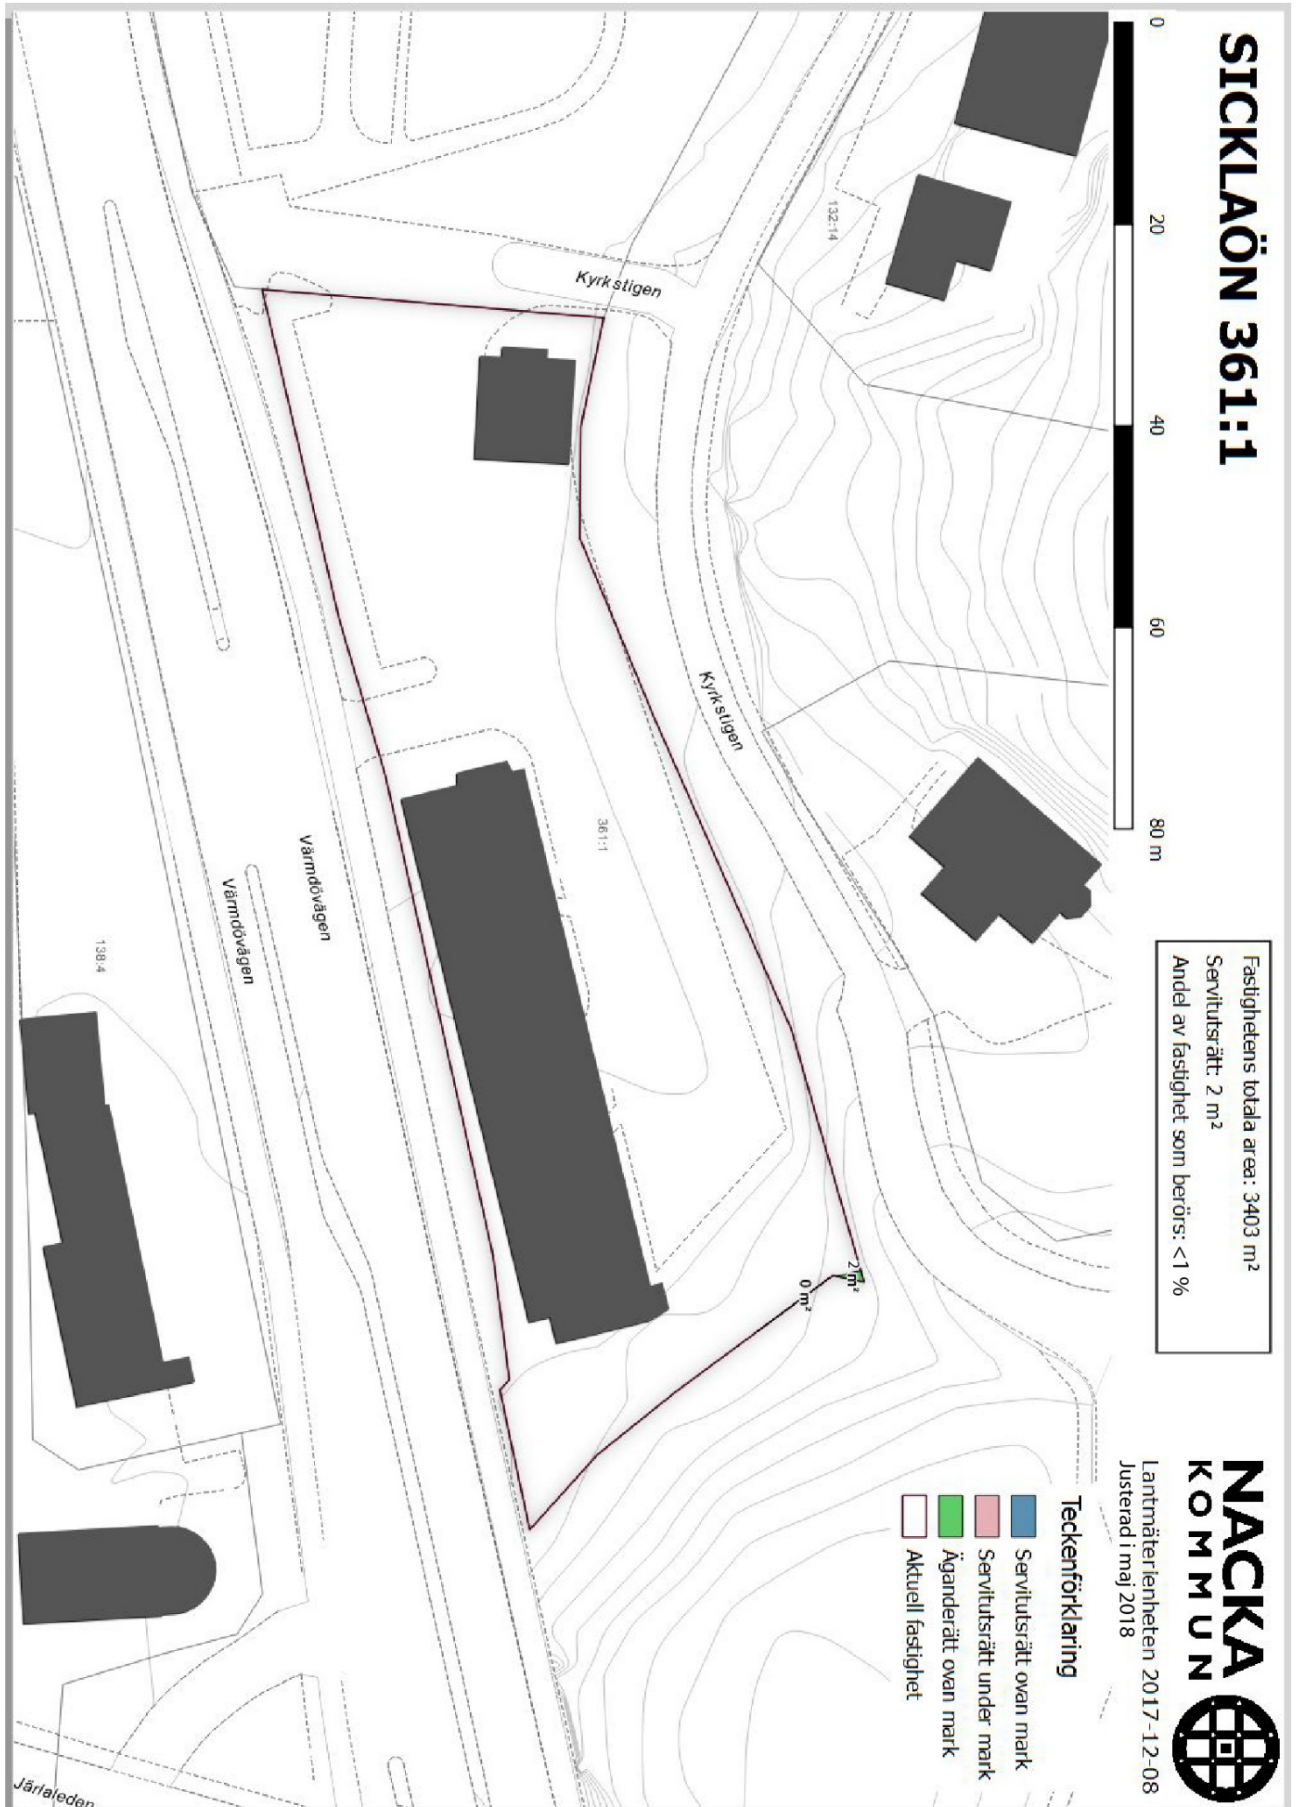 SICKLAÖN 361:1
0 20 40 60 80 m
Fastighetens totala area: 3403 m²
Servitutsrätt: 2 m²
Andel av fastighet som berörs: <1 %
NACKA
KOMMUN
Lantmäterienheten 2017-12-08
Justerad i maj 2018
Teckenförklaring
Servitutsrätt ovan mark
Servitutsrätt under mark
Äganderätt ovan mark
Aktuell fastighet
132:14
Kyrkstigen
Kyrkstigen
361:1
2 m²
0 m²
Värmdövägen
Värmdövägen
138:4
Järlaleden